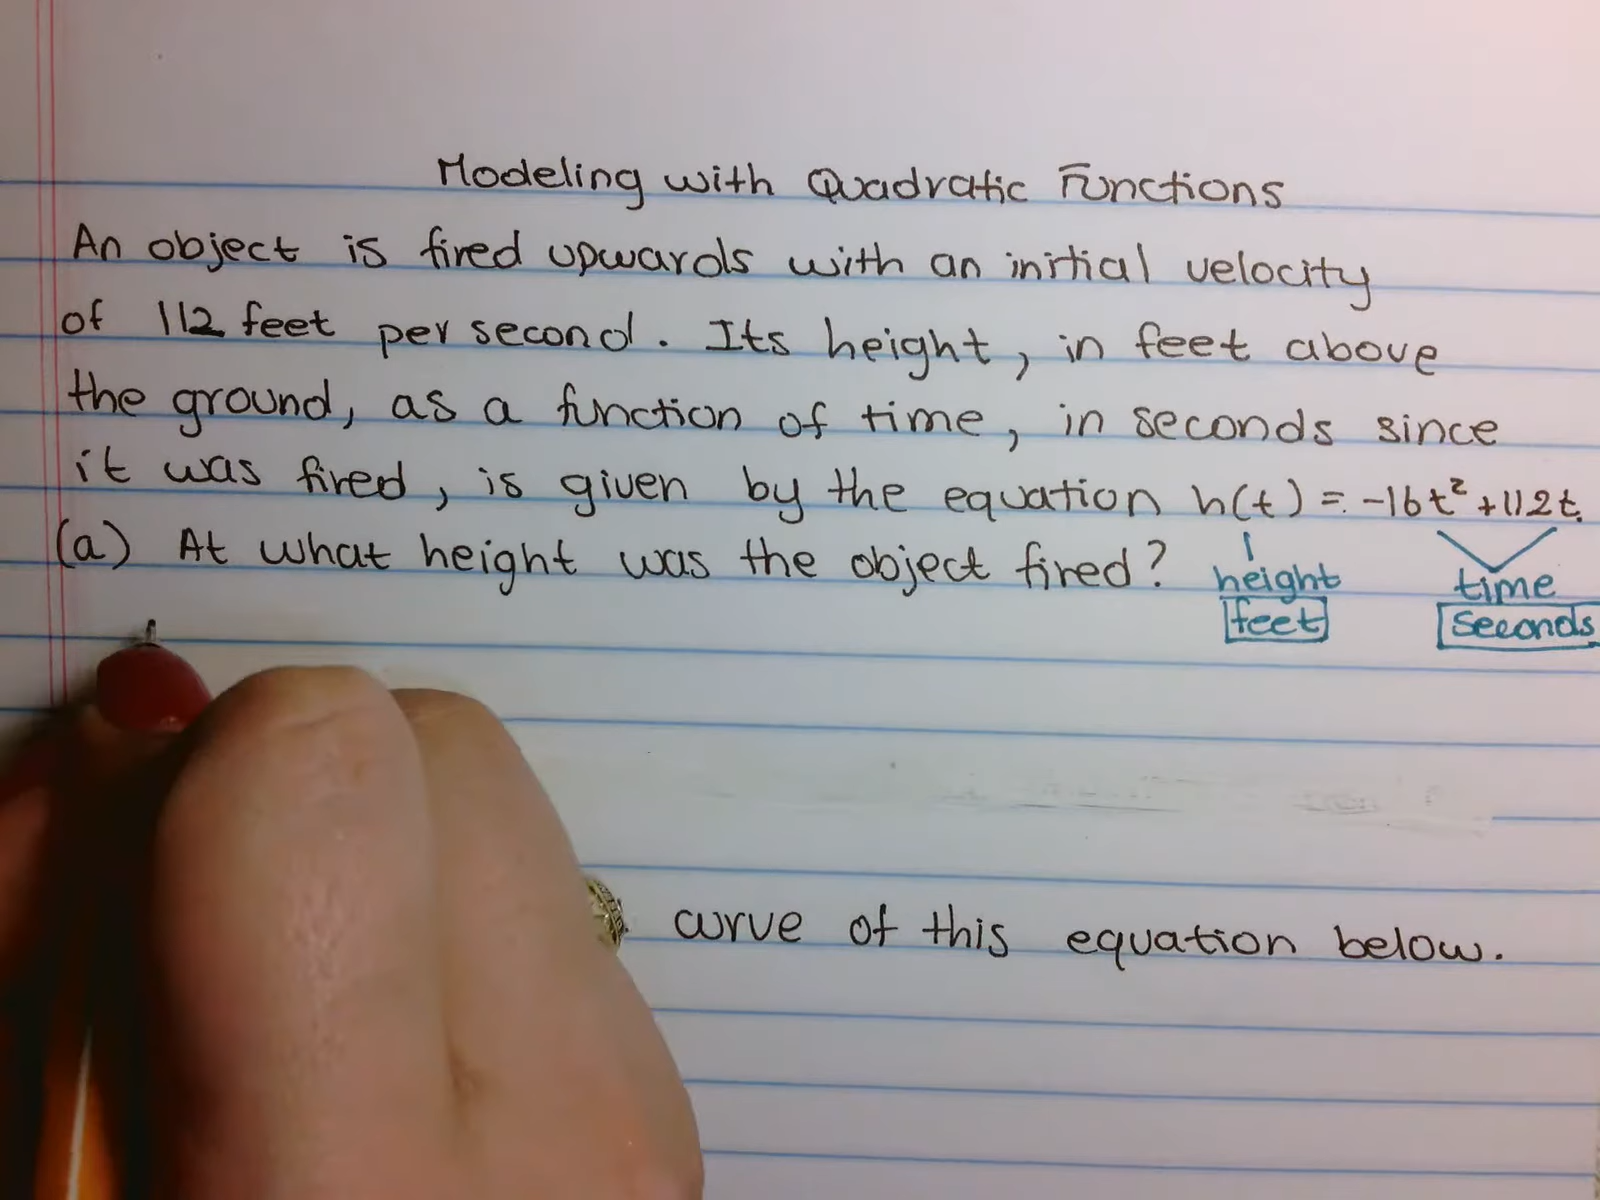 Modeling with Quadratic Functions
An object is fired upwards with an initial velocity
of 112 feet per second. Its height, in feet above
the ground, as a function of time, in seconds since
it was fired, is given by the equation h(t) = -16t² +112t.
(a) At what height was the object fired?
height time
feet Seconds
curve of this equation below.